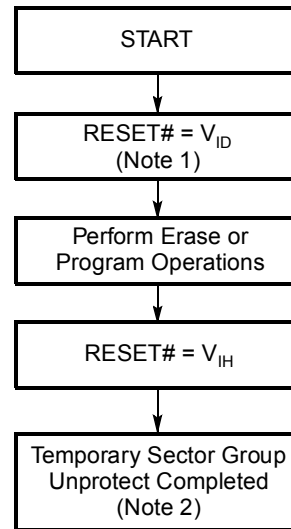 START
RESET# = VID
(Note 1)
Perform Erase or
Program Operations
RESET# = VIH
Temporary Sector Group
Unprotect Completed
(Note 2)